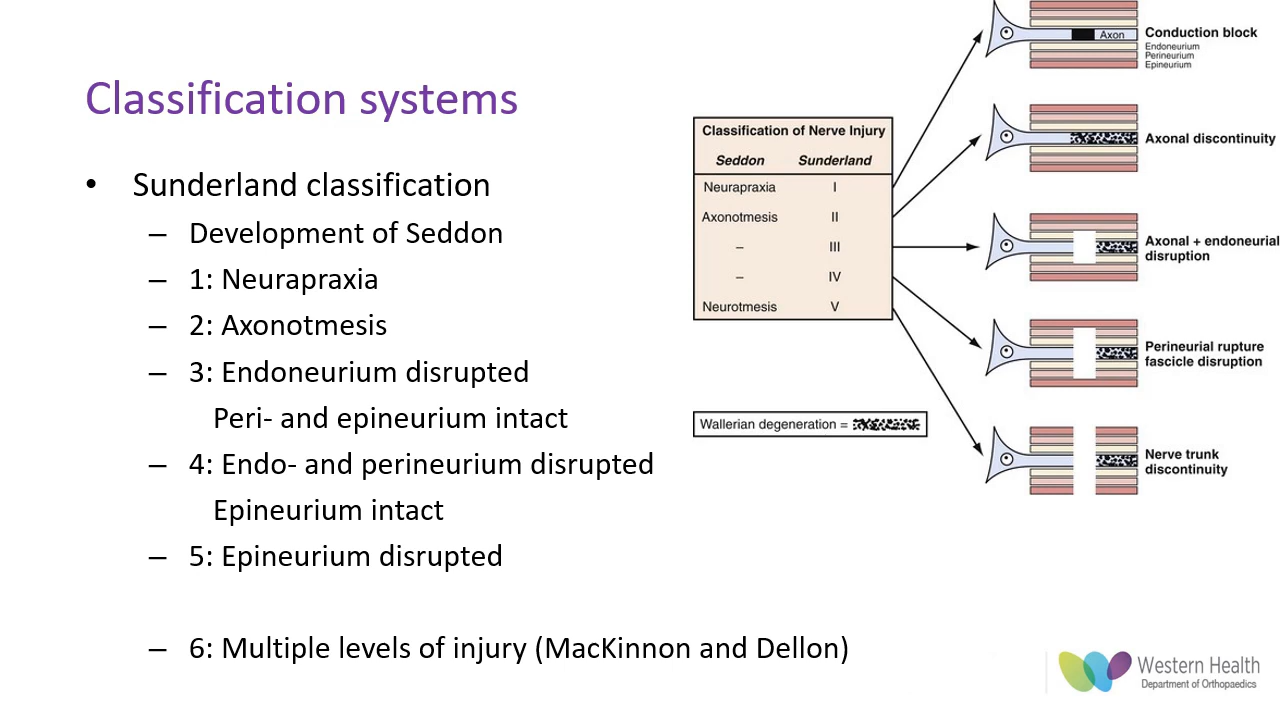 Classification systems
• Sunderland classification
– Development of Seddon
– 1: Neurapraxia
– 2: Axonotmesis
– 3: Endoneurium disrupted
Peri- and epineurium intact
– 4: Endo- and perineurium disrupted
Epineurium intact
– 5: Epineurium disrupted
– 6: Multiple levels of injury (MacKinnon and Dellon)
Classification of Nerve Injury
Seddon Sunderland
Neurapraxia I
Axonotmesis II
– III
– IV
Neurotmesis V
Wallerian degeneration =
Axon
Conduction block
Endoneurium
Perineurium
Epineurium
Axonal discontinuity
Axonal + endoneurial
disruption
Perineurial rupture
fascicle disruption
Nerve trunk
discontinuity
Western Health
Department of Orthopaedics